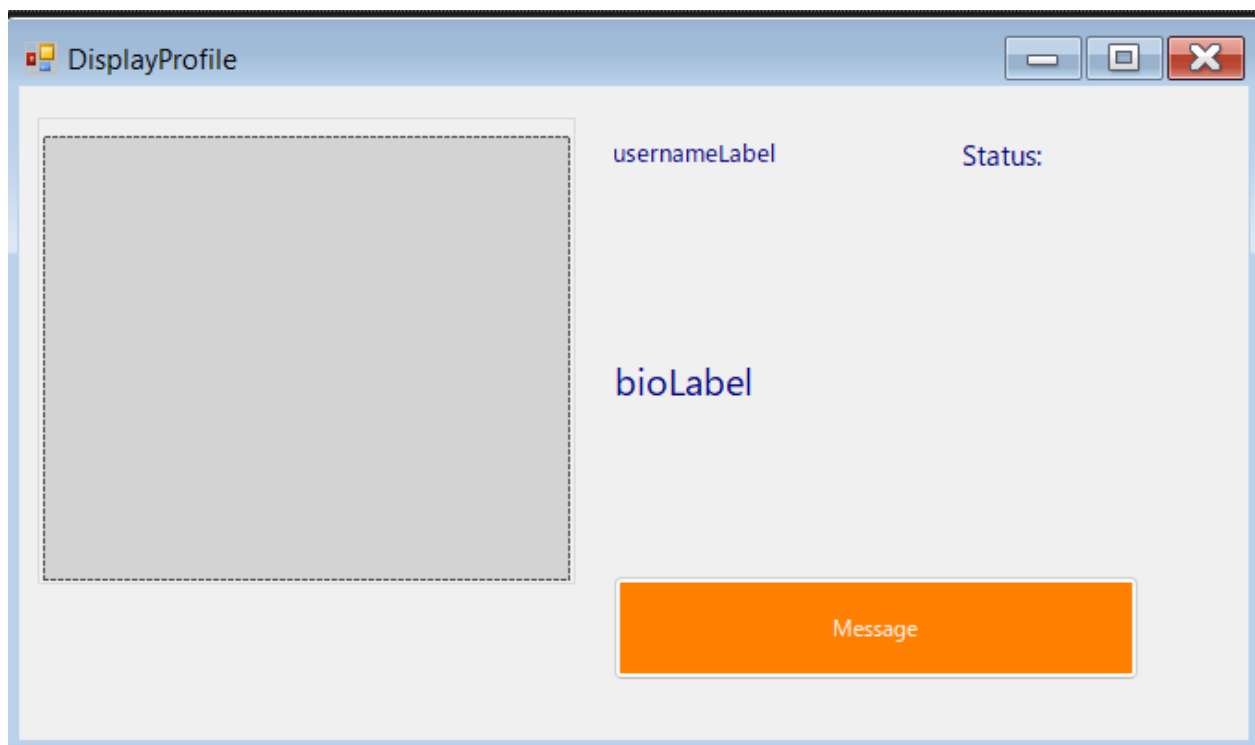 DisplayProfile
usernameLabel
Status:
bioLabel
Message